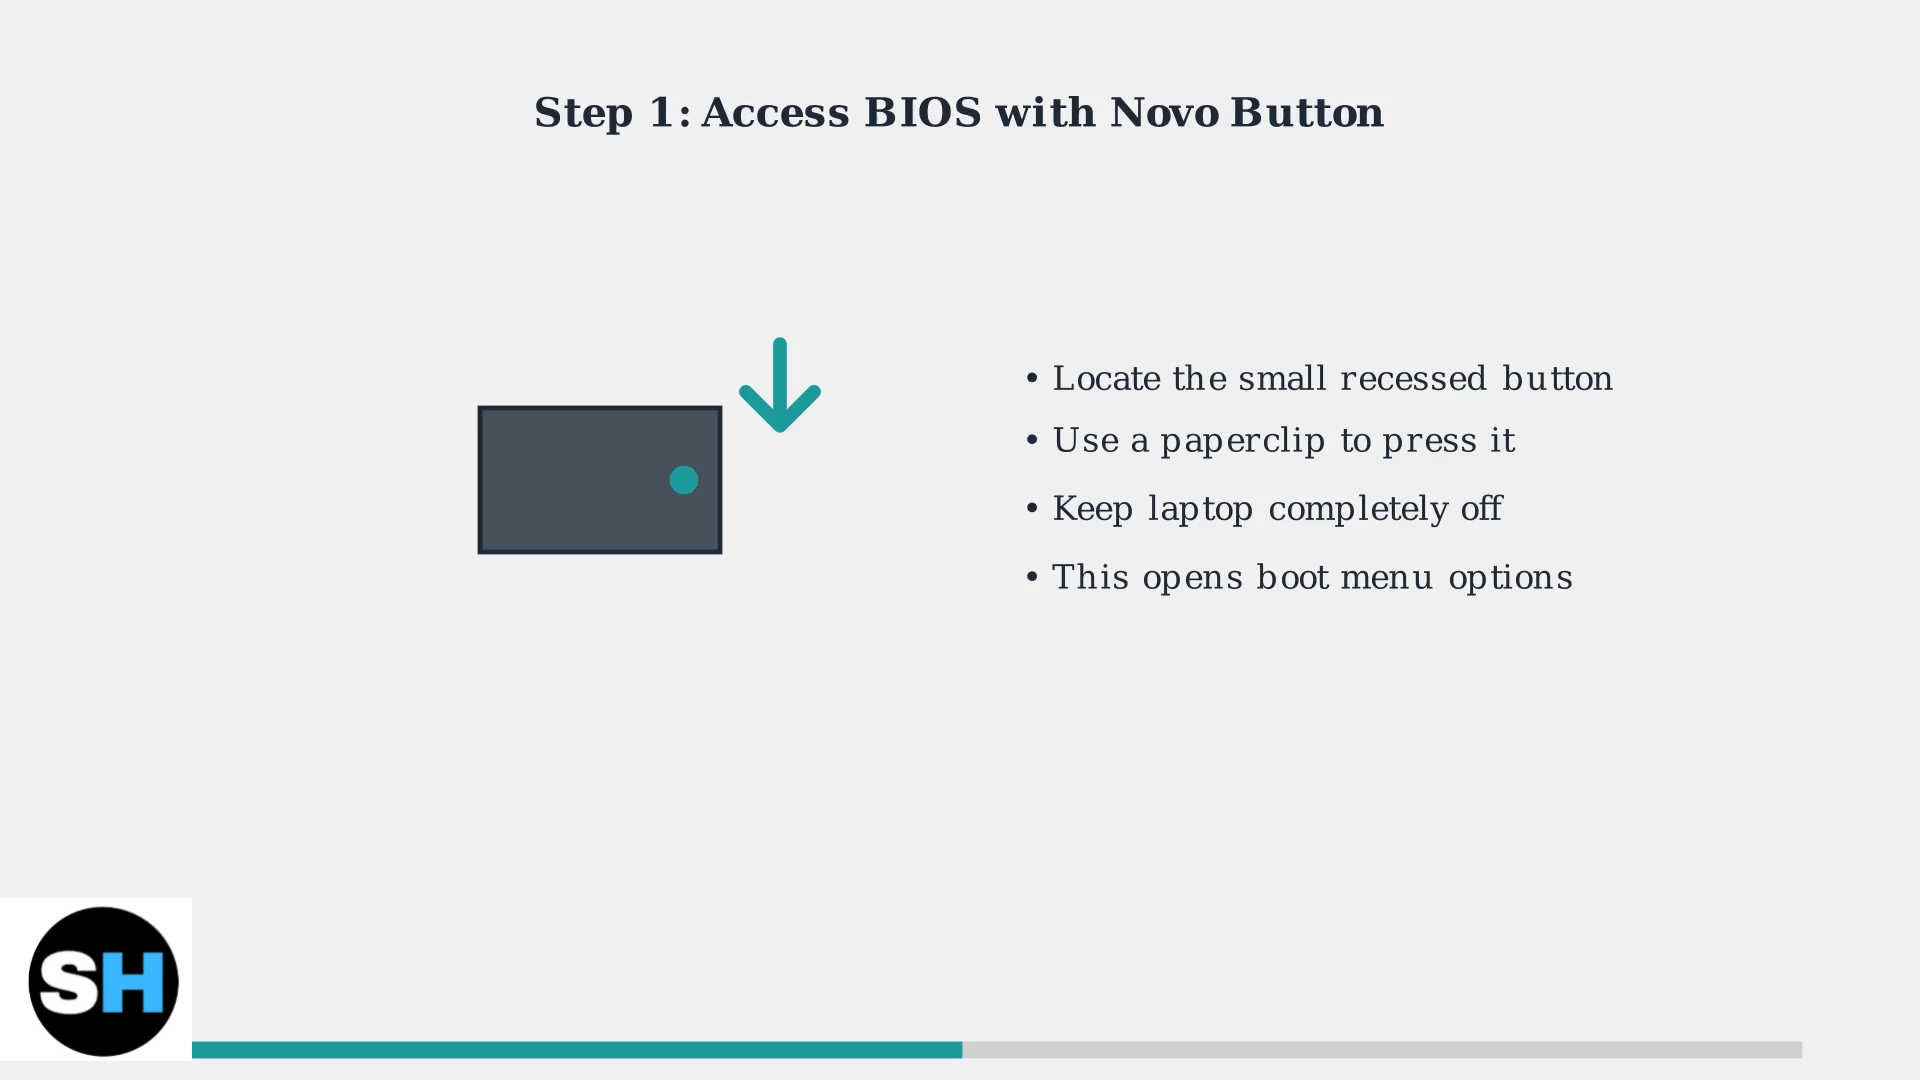 Step 1: Access BIOS with Novo Button
• Locate the small recessed button
• Use a paperclip to press it
• Keep laptop completely off
• This opens boot menu options
SH